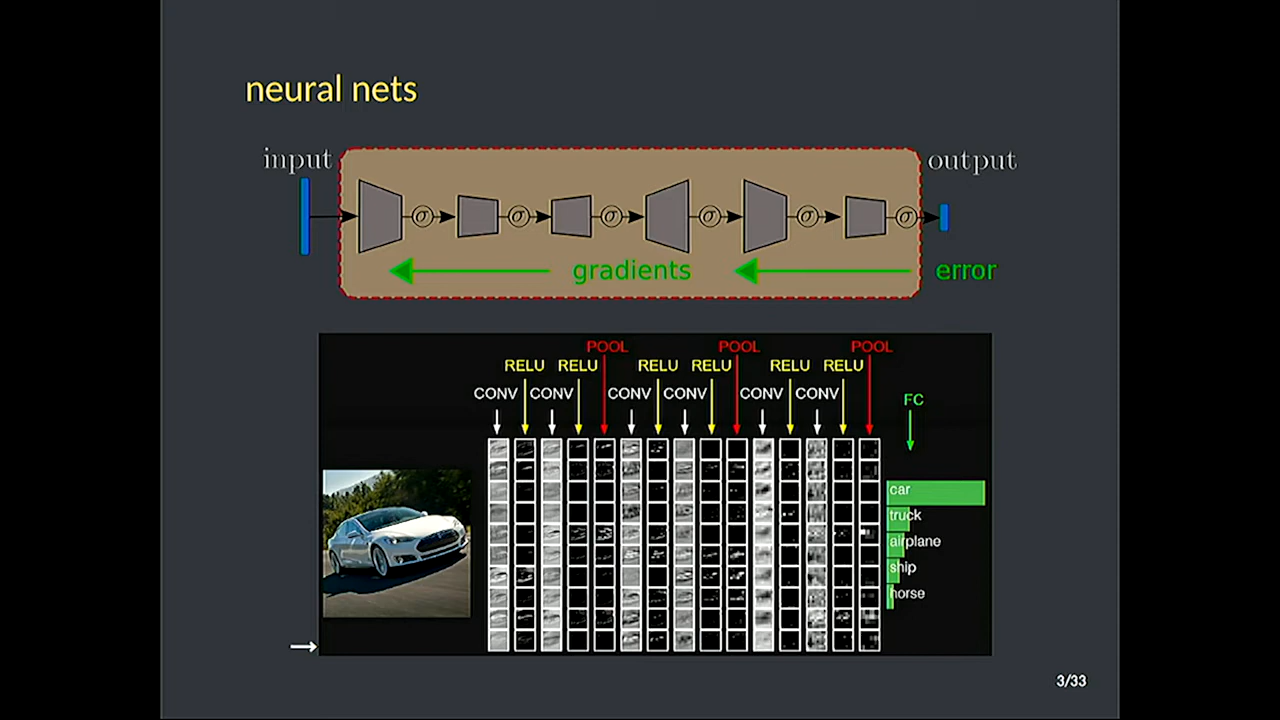 neural nets
input
output
σ σ σ σ σ σ
gradients
error
POOL POOL POOL
RELU RELU RELU RELU RELU RELU
CONV CONV CONV CONV CONV CONV
FC
car
truck
airplane
ship
horse
3/33